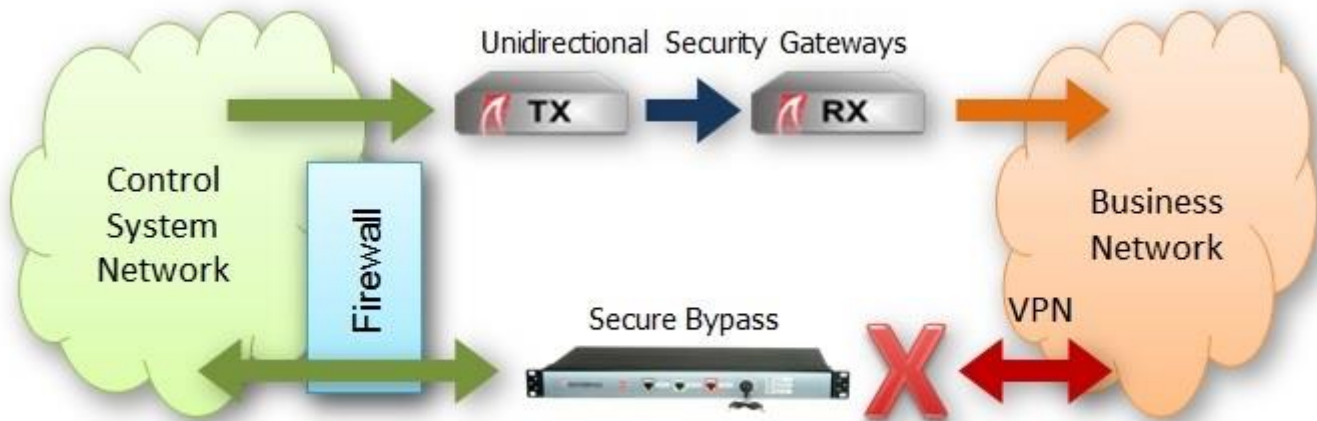 Unidirectional Security Gateways
TX
RX
Control
System
Network
Firewall
Business
Network
Secure Bypass
VPN